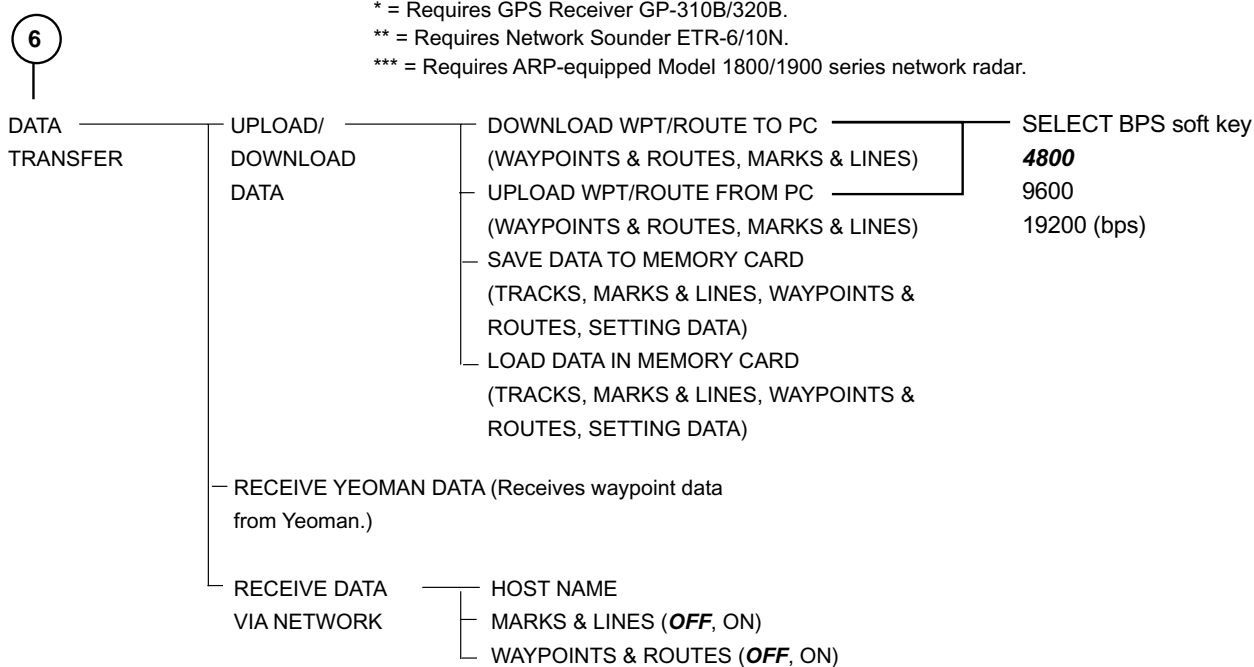 * = Requires GPS Receiver GP-310B/320B.
** = Requires Network Sounder ETR-6/10N.
*** = Requires ARP-equipped Model 1800/1900 series network radar.
6
DATA
TRANSFER
UPLOAD/
DOWNLOAD
DATA
DOWNLOAD WPT/ROUTE TO PC
(WAYPOINTS & ROUTES, MARKS & LINES)
UPLOAD WPT/ROUTE FROM PC
(WAYPOINTS & ROUTES, MARKS & LINES)
SAVE DATA TO MEMORY CARD
(TRACKS, MARKS & LINES, WAYPOINTS &
ROUTES, SETTING DATA)
LOAD DATA IN MEMORY CARD
(TRACKS, MARKS & LINES, WAYPOINTS &
ROUTES, SETTING DATA)
SELECT BPS soft key
4800
9600
19200 (bps)
RECEIVE YEOMAN DATA (Receives waypoint data
from Yeoman.)
RECEIVE DATA
VIA NETWORK
HOST NAME
MARKS & LINES (OFF, ON)
WAYPOINTS & ROUTES (OFF, ON)